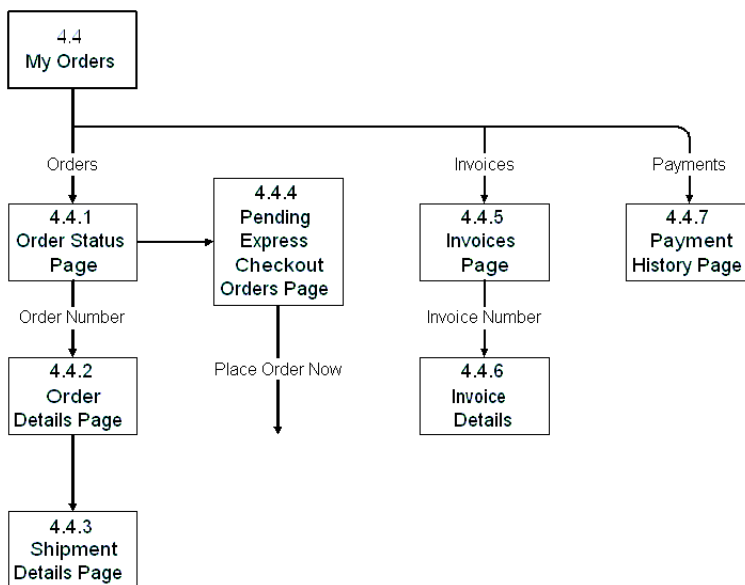 4.4
My Orders
Orders
Invoices
Payments
4.4.1
Order Status
Page
4.4.4
Pending
Express
Checkout
Orders Page
4.4.5
Invoices
Page
4.4.7
Payment
History Page
Order Number
Invoice Number
4.4.2
Order
Details Page
Place Order Now
4.4.6
Invoice
Details
4.4.3
Shipment
Details Page